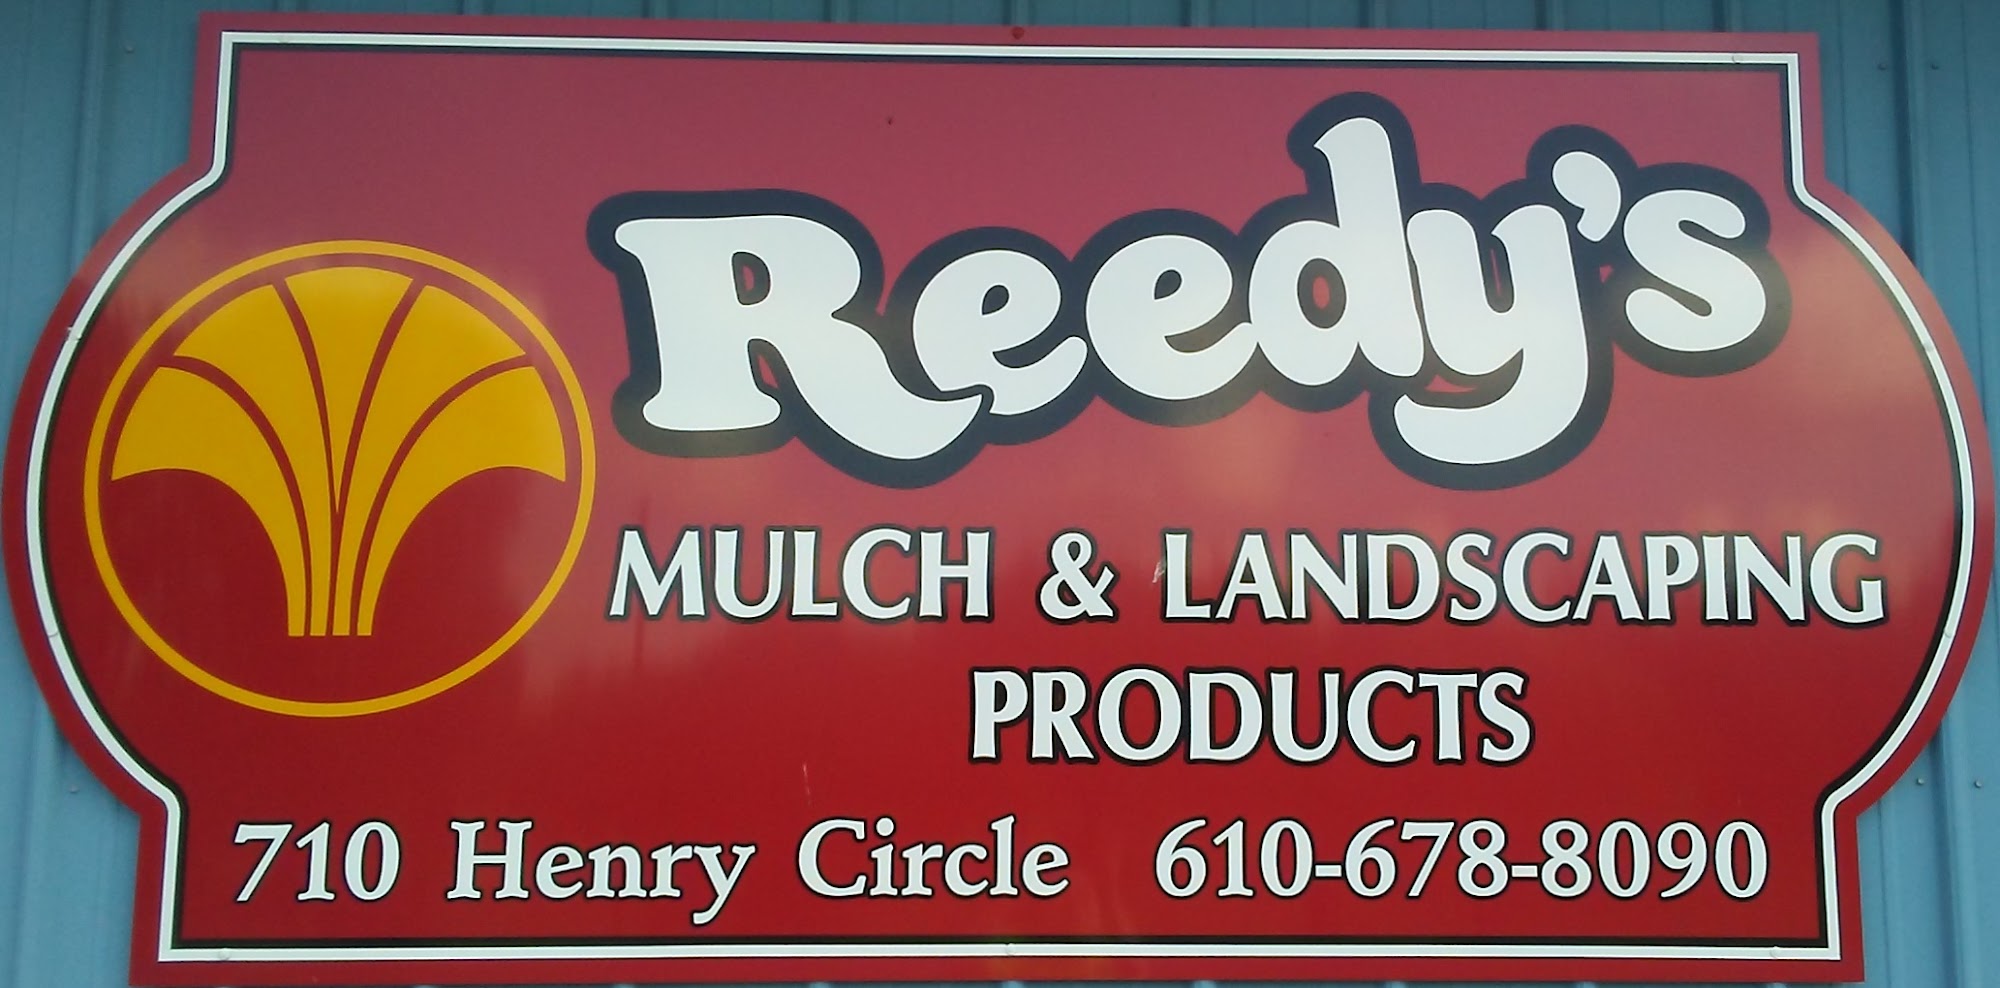 Reedy's
MULCH & LANDSCAPING
PRODUCTS
710 Henry Circle 610-678-8090